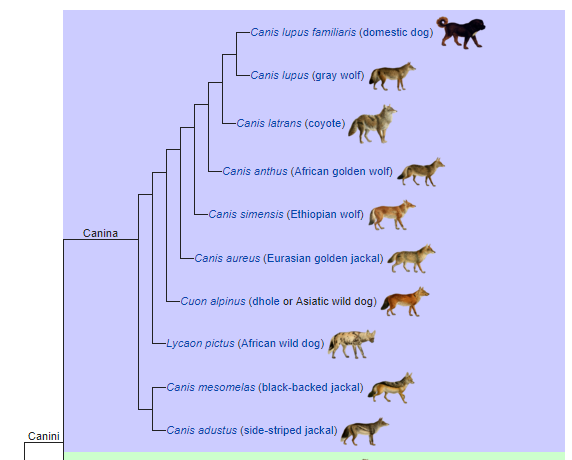 Canis lupus familiaris (domestic dog)
Canis lupus (gray wolf)
Canis latrans (coyote)
Canis anthus (African golden wolf)
Canis simensis (Ethiopian wolf)
Canina
Canis aureus (Eurasian golden jackal)
Cuon alpinus (dhole or Asiatic wild dog)
Lycaon pictus (African wild dog)
Canis mesomelas (black-backed jackal)
Canis adustus (side-striped jackal)
Canini